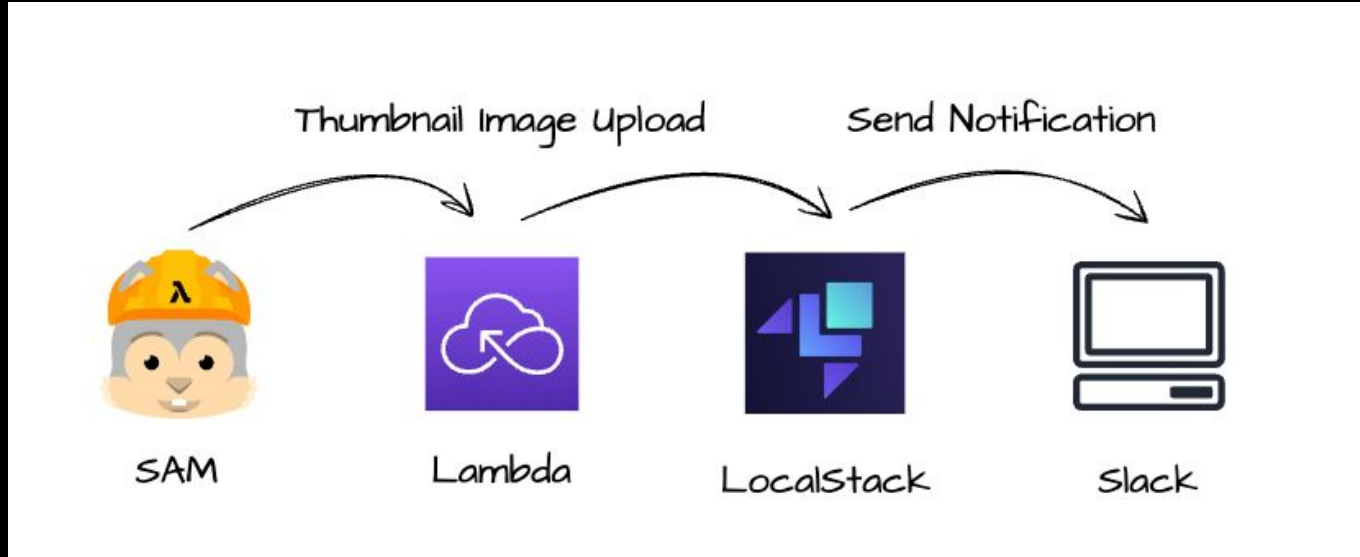 Thumbnail Image Upload
Send Notification
λ
SAM
Lambda
LocalStack
Slack